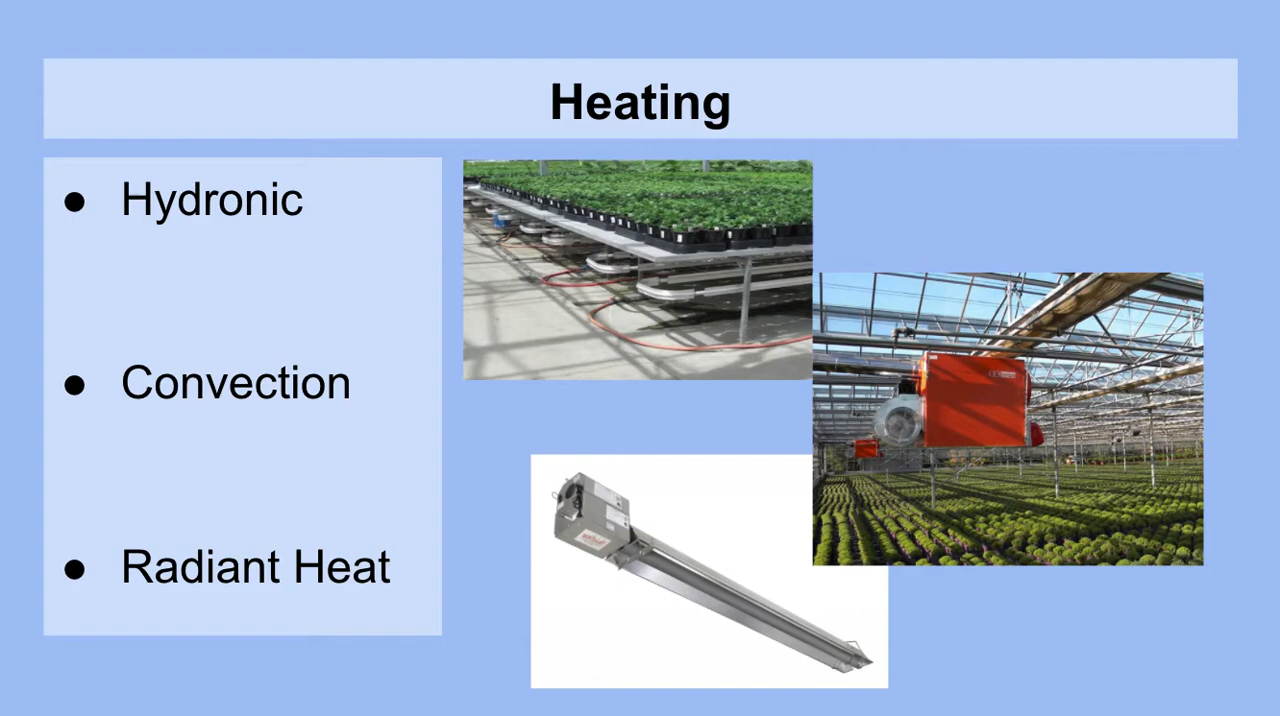 Heating
● Hydronic
● Convection
● Radiant Heat